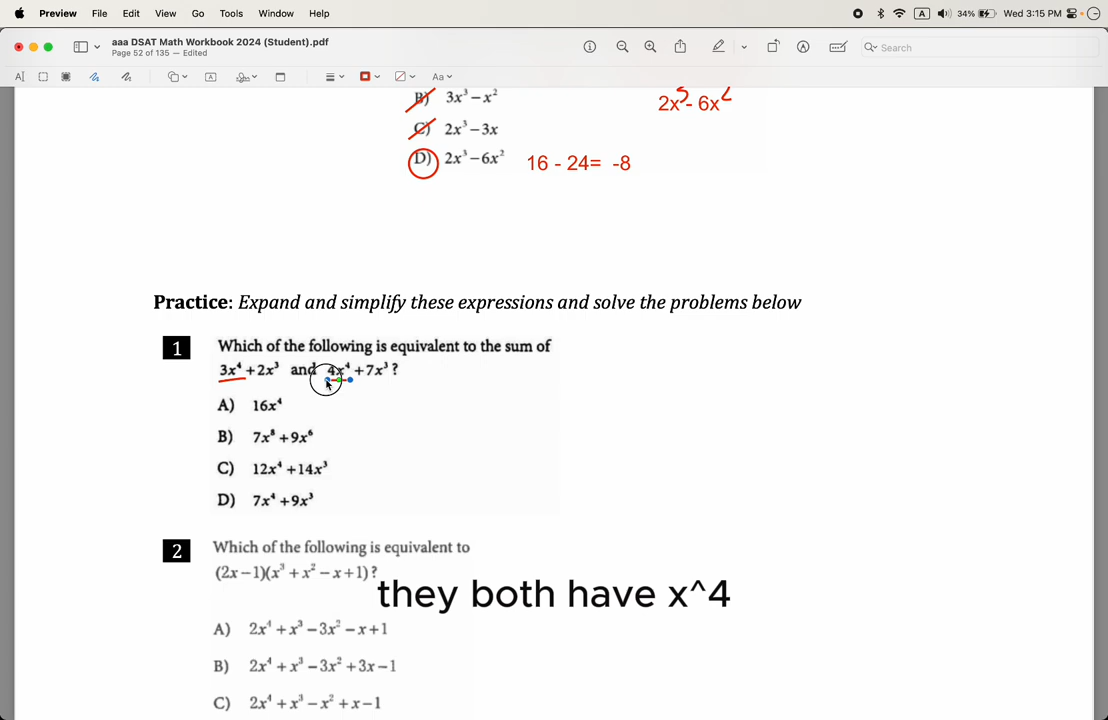 Preview File Edit View Go Tools Window Help 34% Wed 3:15 PM
aaa DSAT Math Workbook 2024 (Student).pdf
Page 52 of 135 — Edited
Search
B) 3x³ – x²
2x³ - 6x²
C) 2x³ – 3x
D) 2x³ – 6x² 16 - 24= -8
Practice: Expand and simplify these expressions and solve the problems below
1 Which of the following is equivalent to the sum of
3x⁴ + 2x³ and 4x⁴ + 7x³ ?
A) 16x⁴
B) 7x⁸ + 9x⁶
C) 12x⁴ + 14x³
D) 7x⁴ + 9x³
2 Which of the following is equivalent to
(2x – 1)(x³ + x² – x + 1) ?
they both have x^4
A) 2x⁴ + x³ – 3x² – x + 1
B) 2x⁴ + x³ – 3x² + 3x – 1
C) 2x⁴ + x³ – x² + x – 1